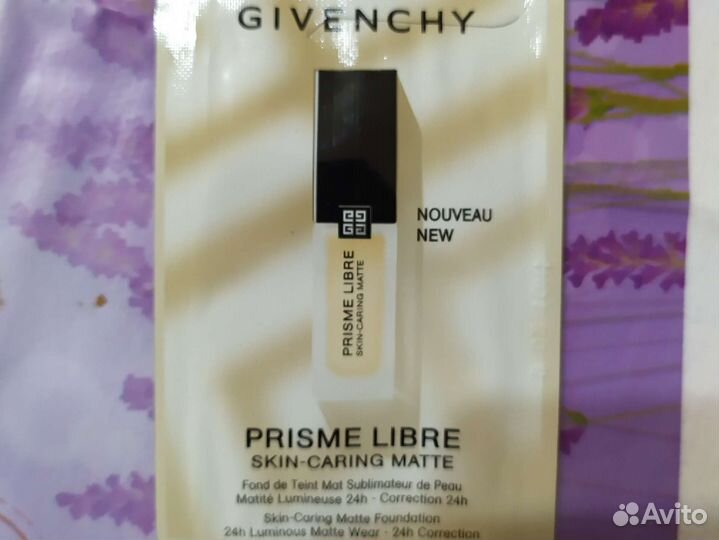 GIVENCHY
NOUVEAU
NEW
PRISME LIBRE
SKIN-CARING MATTE
PRISME LIBRE
SKIN-CARING MATTE
Fond de Teint Mat Sublimateur de Peau
Matité Lumineuse 24h - Correction 24h
Skin-Caring Matte Foundation
24h Luminous Matte Wear - 24h Correction
Avito